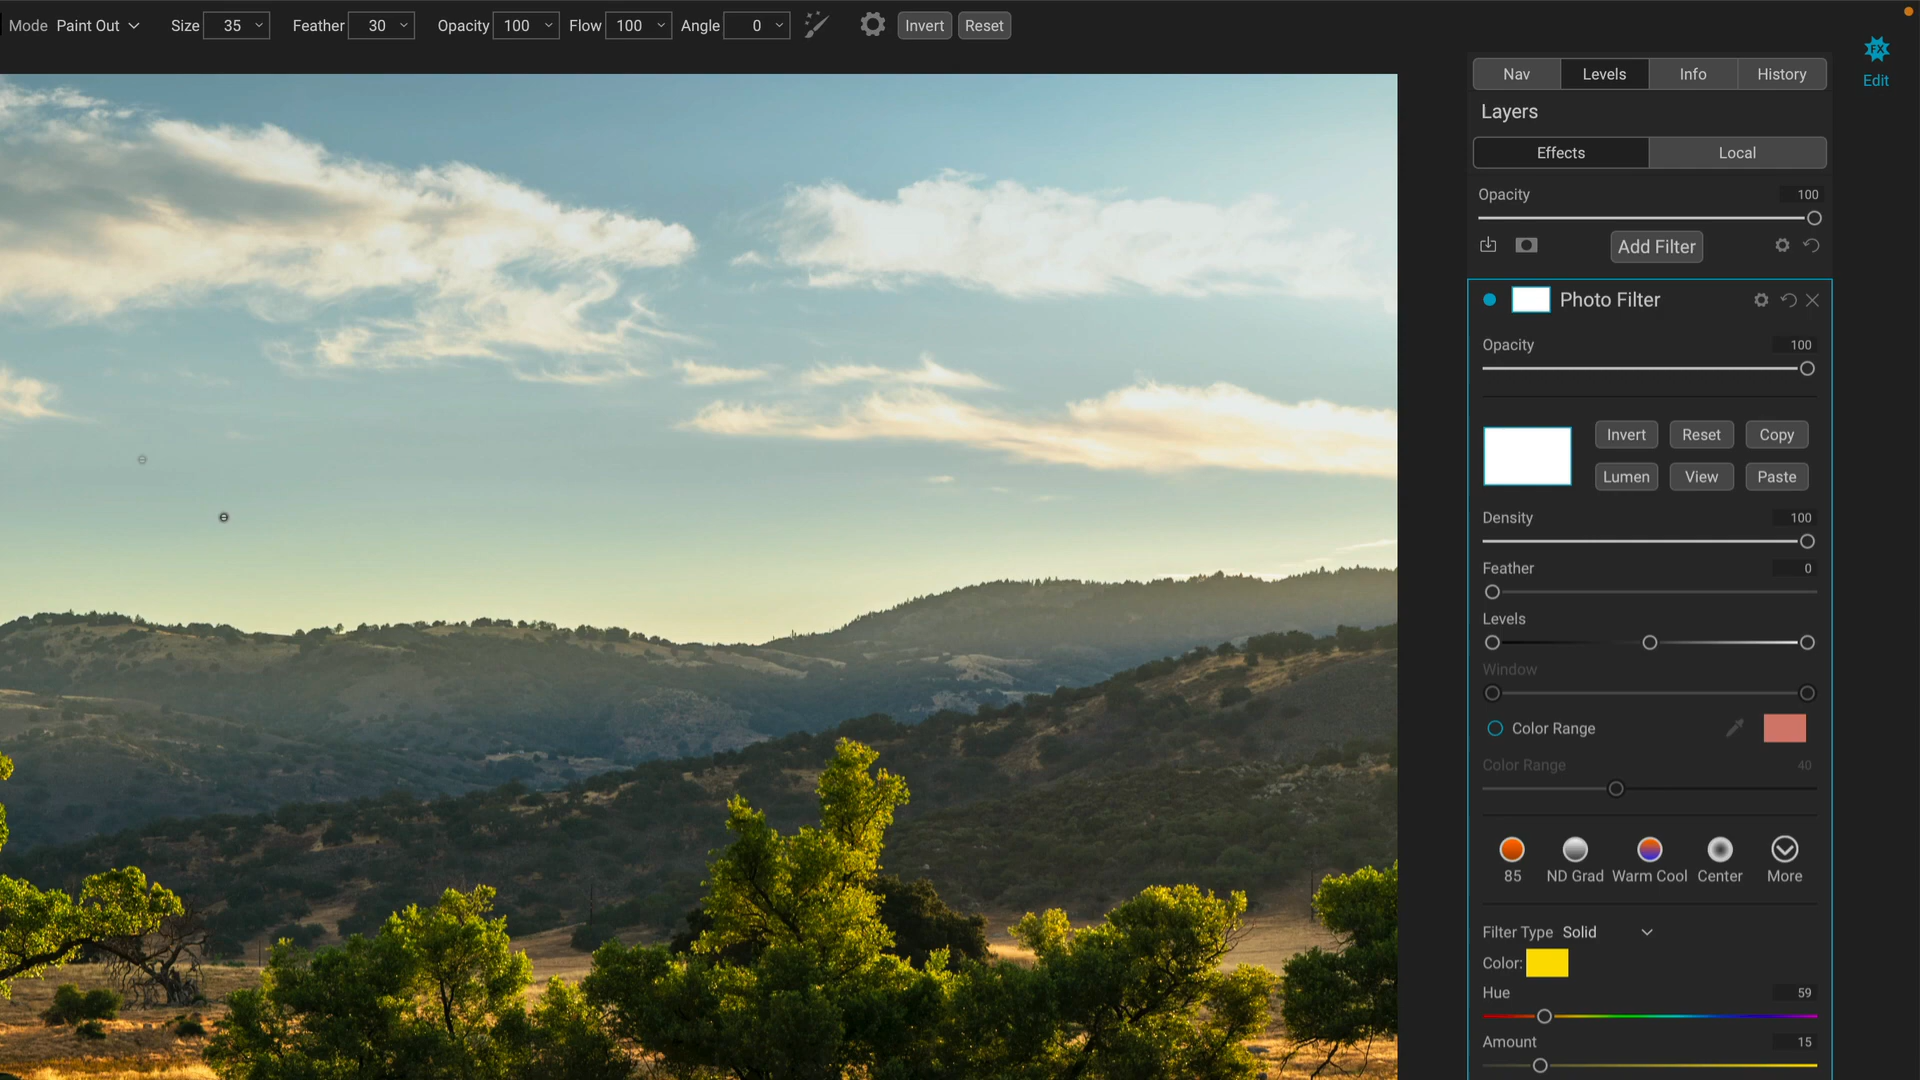 Mode Paint Out Size 35 Feather 30 Opacity 100 Flow 100 Angle 0 Invert Reset
FX
Edit
Nav Levels Info History
Layers
Effects Local
Opacity 100
Add Filter
Photo Filter
Opacity 100
Invert Reset Copy
Lumen View Paste
Density 100
Feather 0
Levels
Window
Color Range
Color Range 40
85 ND Grad Warm Cool Center More
Filter Type Solid
Color:
Hue 59
Amount 15